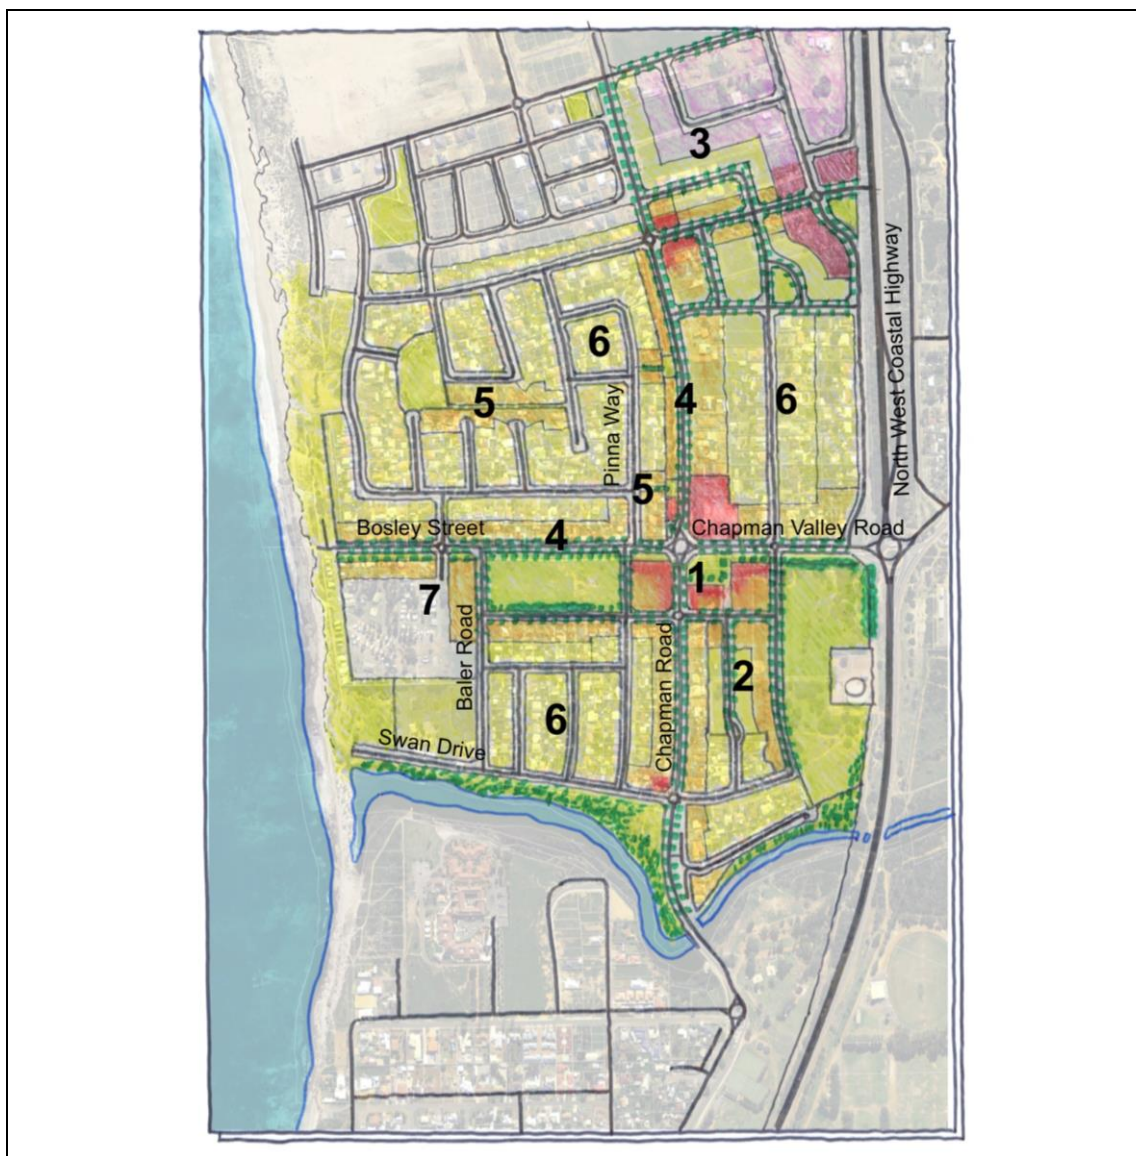 3
North West Coastal Highway
6
Pinna Way
5
4
6
5
Bosley Street
4
Chapman Valley Road
1
7
Baler Road
Chapman Road
2
6
Swan Drive